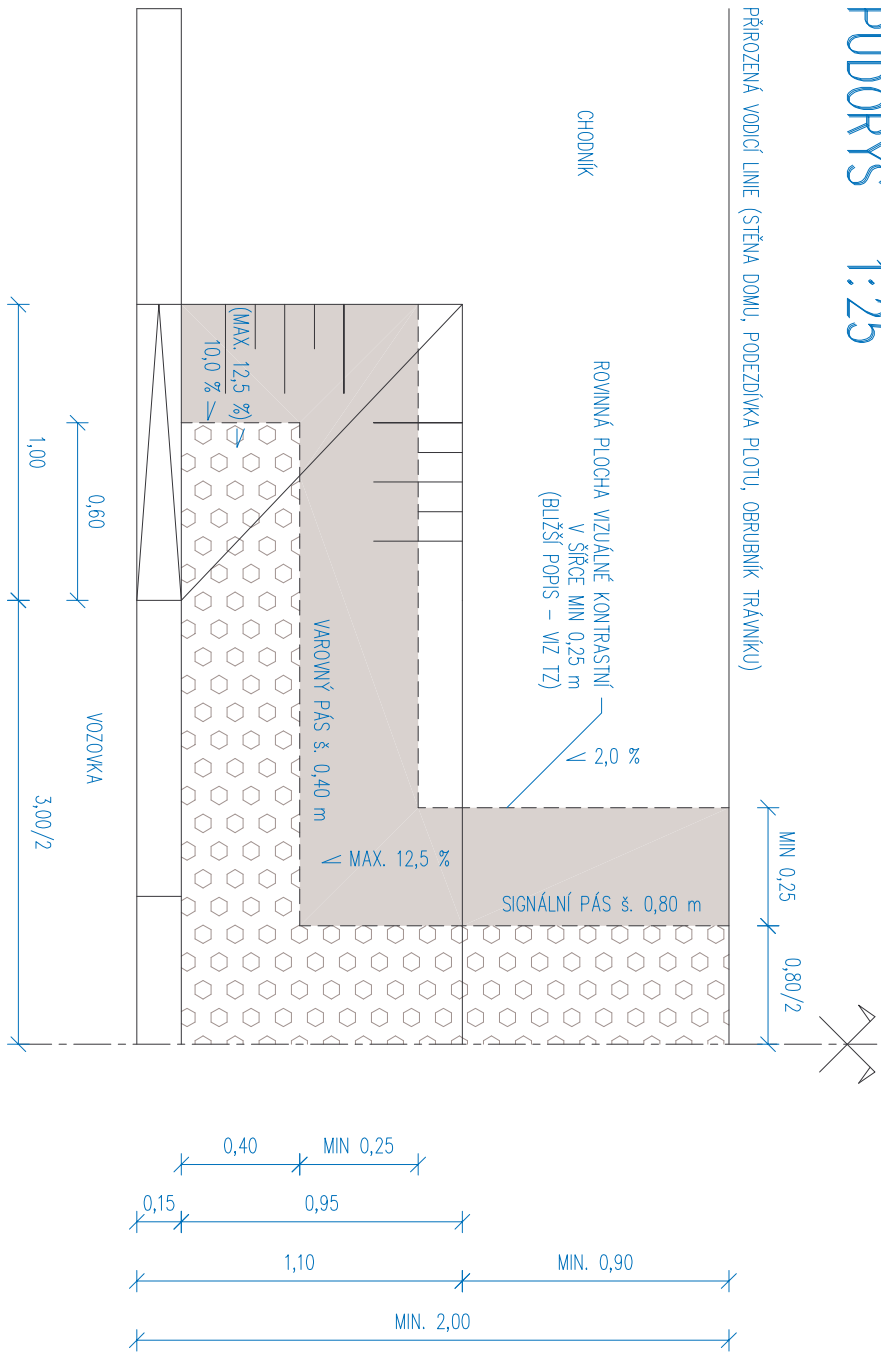 PŮDORYS 1:25
PŘIROZENÁ VODICÍ LINIE (STĚNA DOMU, PODEZDÍVKA PLOTU, OBRUBNÍK TRÁVNÍKU)
CHODNÍK
ROVINNÁ PLOCHA VIZUÁLNĚ KONTRASTNÍ
V ŠÍŘCE MIN 0,25 m
(BLIŽŠÍ POPIS – VIZ TZ)
2,0 %
MIN 0,25
0,80/2
SIGNÁLNÍ PÁS š. 0,80 m
MAX. 12,5 %
VAROVNÝ PÁS š. 0,40 m
(MAX. 12,5 %)
10,0 %
VOZOVKA
0,60
1,00
3,00/2
0,40
MIN 0,25
0,15
0,95
1,10
MIN. 0,90
MIN. 2,00